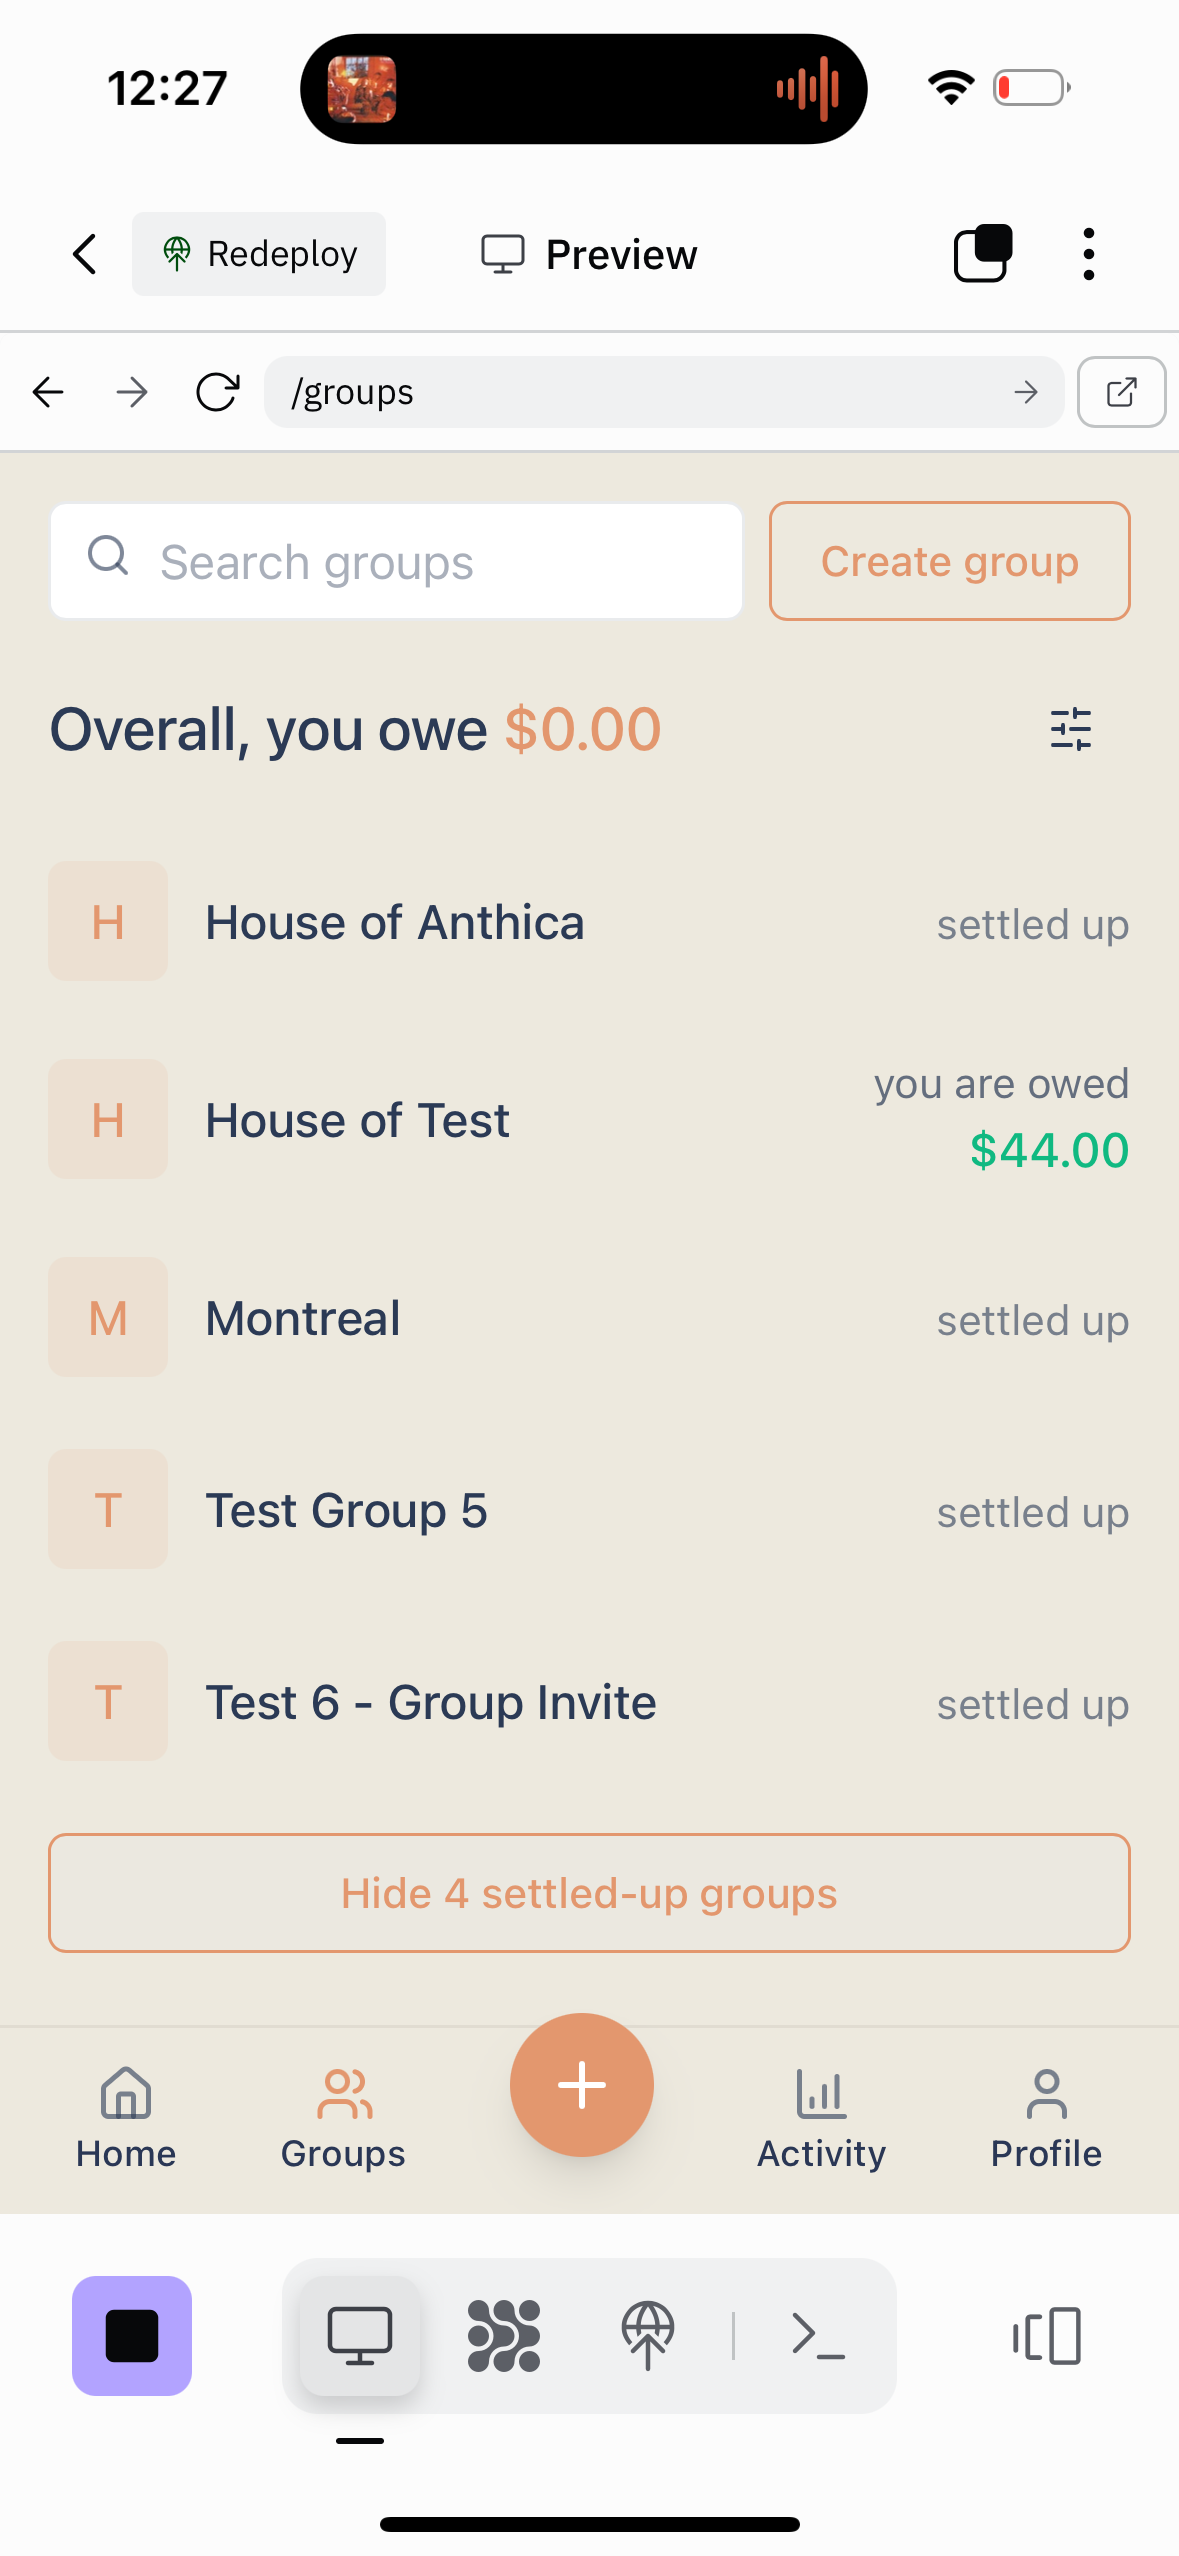 12:27
Redeploy
Preview
/groups
Search groups
Create group
Overall, you owe $0.00
H
House of Anthica
settled up
H
House of Test
you are owed
$44.00
M
Montreal
settled up
T
Test Group 5
settled up
T
Test 6 - Group Invite
settled up
Hide 4 settled-up groups
Home
Groups
Activity
Profile